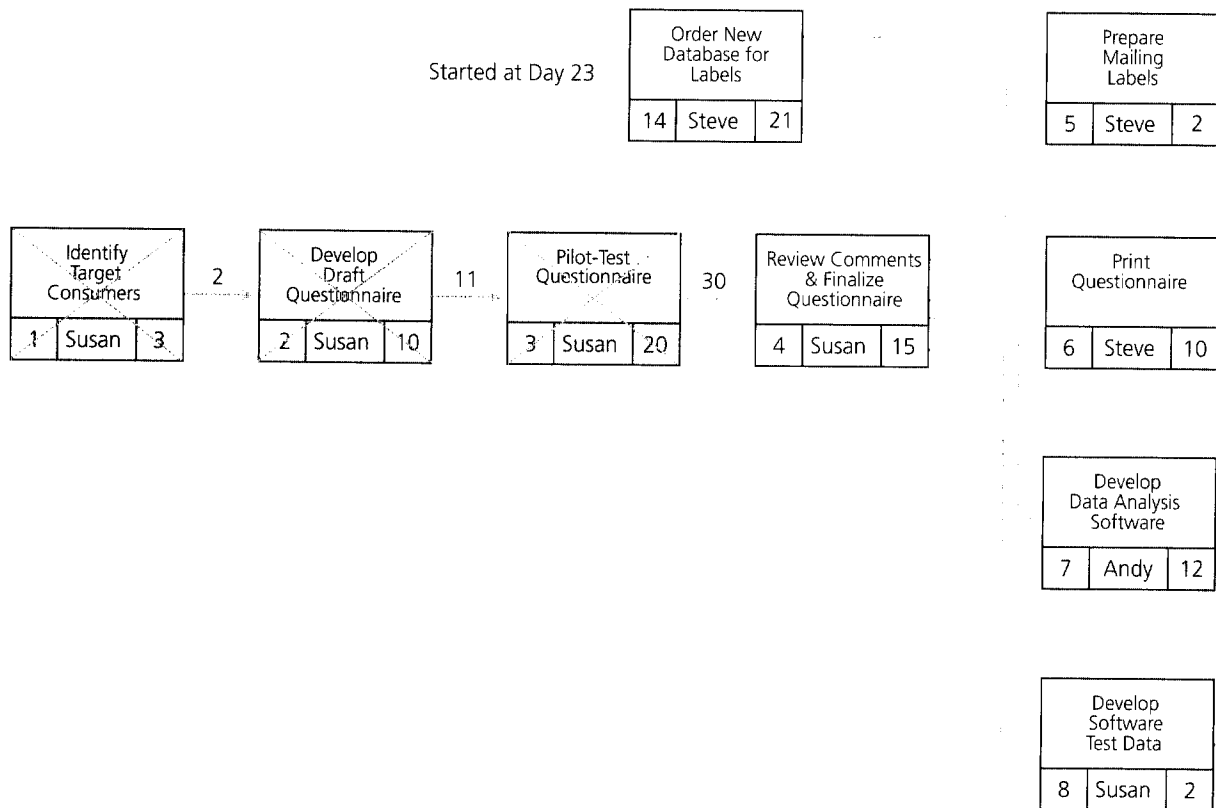 Started at Day 23
Order New
Database for
Labels
14 Steve 21
Prepare
Mailing
Labels
5 Steve 2
Identify
Target
Consumers
1 Susan 3
2
Develop
Draft
Questionnaire
2 Susan 10
11
Pilot-Test
Questionnaire
3 Susan 20
30
Review Comments
& Finalize
Questionnaire
4 Susan 15
Print
Questionnaire
6 Steve 10
Develop
Data Analysis
Software
7 Andy 12
Develop
Software
Test Data
8 Susan 2